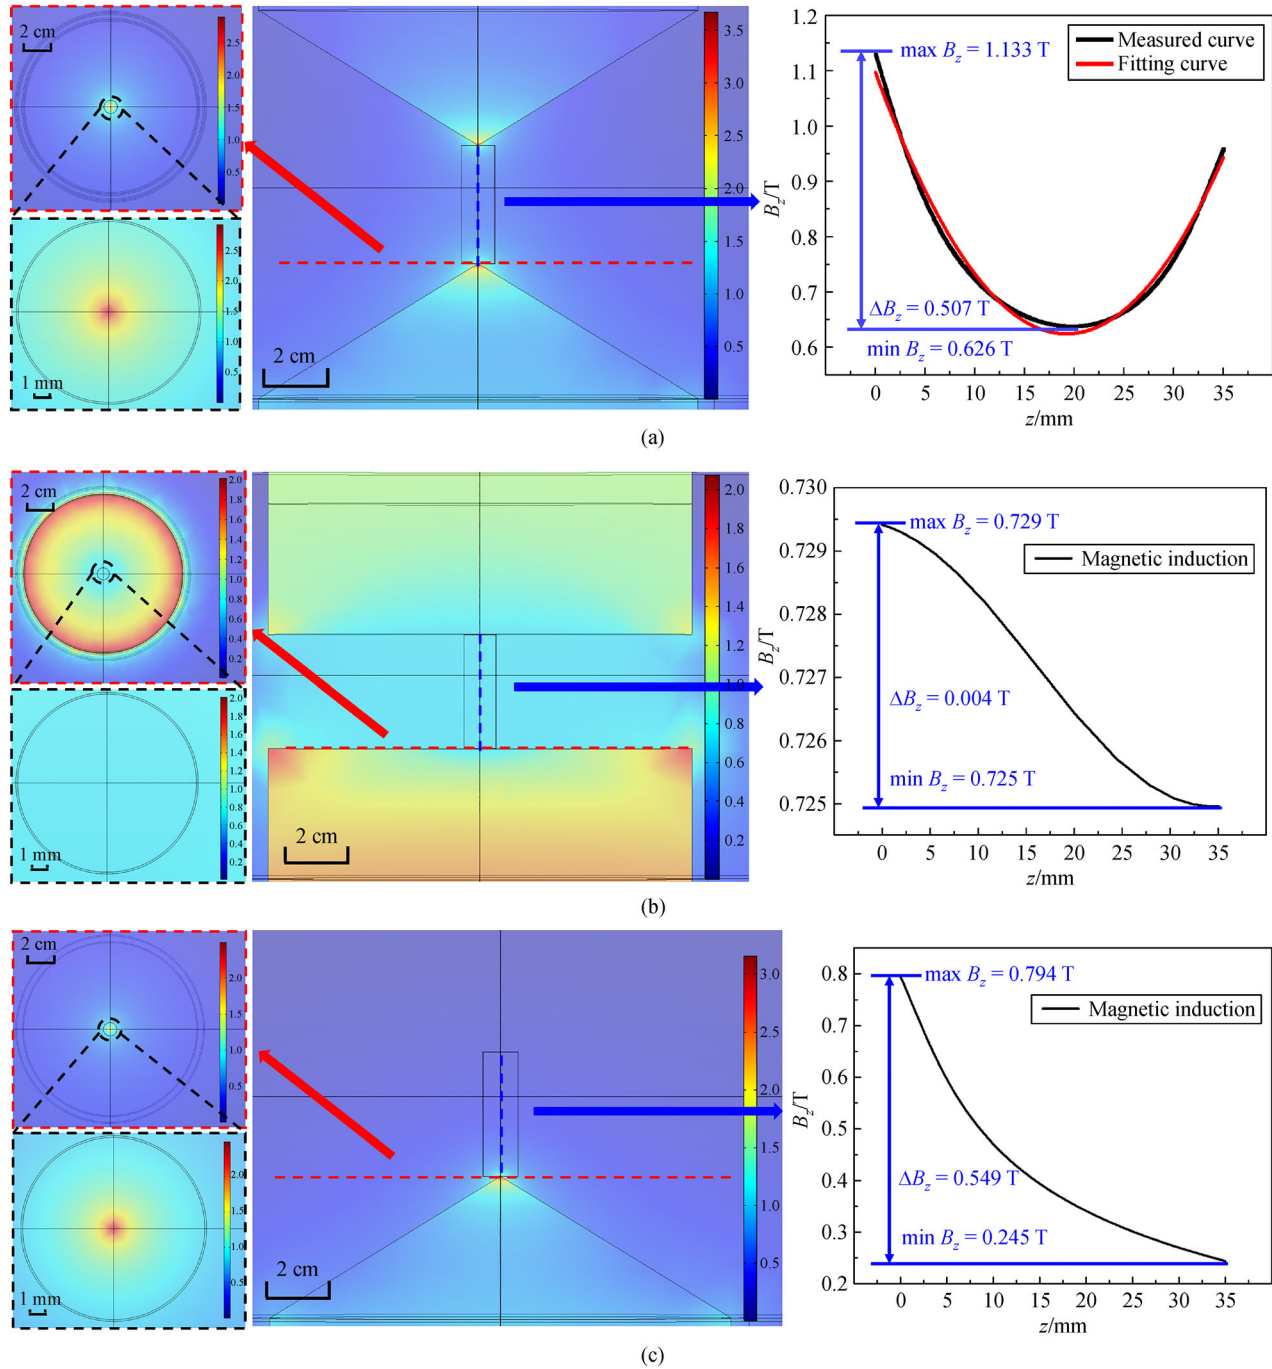 2 cm
2.5
2.0
1.5
1.0
0.5
1 mm
2.5
2.0
1.5
1.0
0.5
2 cm
3.5
3.0
2.5
2.0
1.5
1.0
0.5
B_z/T
1.2
1.1
1.0
0.9
0.8
0.7
0.6
max B_z = 1.133 T
Measured curve
Fitting curve
ΔB_z = 0.507 T
min B_z = 0.626 T
0 5 10 15 20 25 30 35
z/mm
(a)
2 cm
2.0
1.8
1.6
1.4
1.2
1.0
0.8
0.6
0.4
0.2
1 mm
2.0
1.8
1.6
1.4
1.2
1.0
0.8
0.6
0.4
0.2
2 cm
2.0
1.8
1.6
1.4
1.2
1.0
0.8
0.6
0.4
0.2
B_z/T
0.730
0.729
0.728
0.727
0.726
0.725
max B_z = 0.729 T
Magnetic induction
ΔB_z = 0.004 T
min B_z = 0.725 T
0 5 10 15 20 25 30 35
z/mm
(b)
2 cm
2.0
1.5
1.0
0.5
1 mm
2.0
1.5
1.0
0.5
2 cm
3.0
2.5
2.0
1.5
1.0
0.5
B_z/T
0.8
0.7
0.6
0.5
0.4
0.3
0.2
max B_z = 0.794 T
Magnetic induction
ΔB_z = 0.549 T
min B_z = 0.245 T
0 5 10 15 20 25 30 35
z/mm
(c)